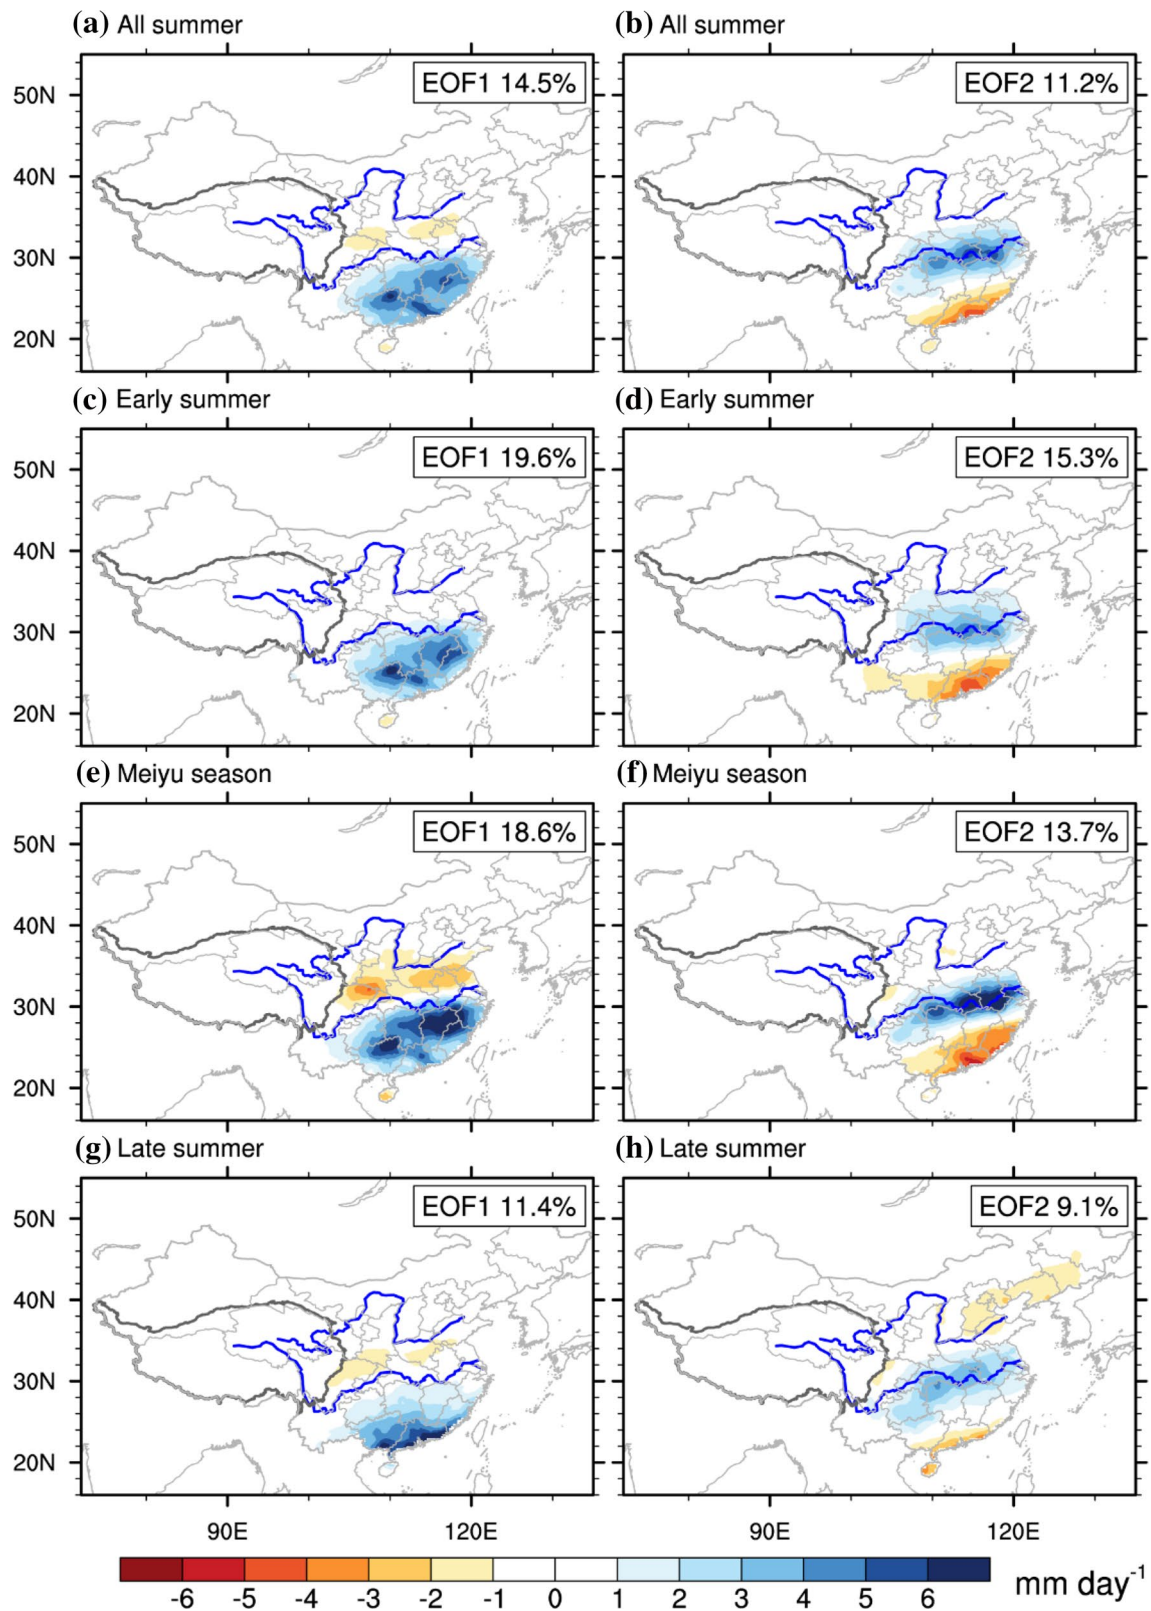 (a) All summer
(b) All summer
EOF1 14.5%
EOF2 11.2%
50N
40N
30N
20N
(c) Early summer
(d) Early summer
EOF1 19.6%
EOF2 15.3%
50N
40N
30N
20N
(e) Meiyu season
(f) Meiyu season
EOF1 18.6%
EOF2 13.7%
50N
40N
30N
20N
(g) Late summer
(h) Late summer
EOF1 11.4%
EOF2 9.1%
50N
40N
30N
20N
90E 120E 90E 120E
-6 -5 -4 -3 -2 -1 0 1 2 3 4 5 6 mm day⁻¹